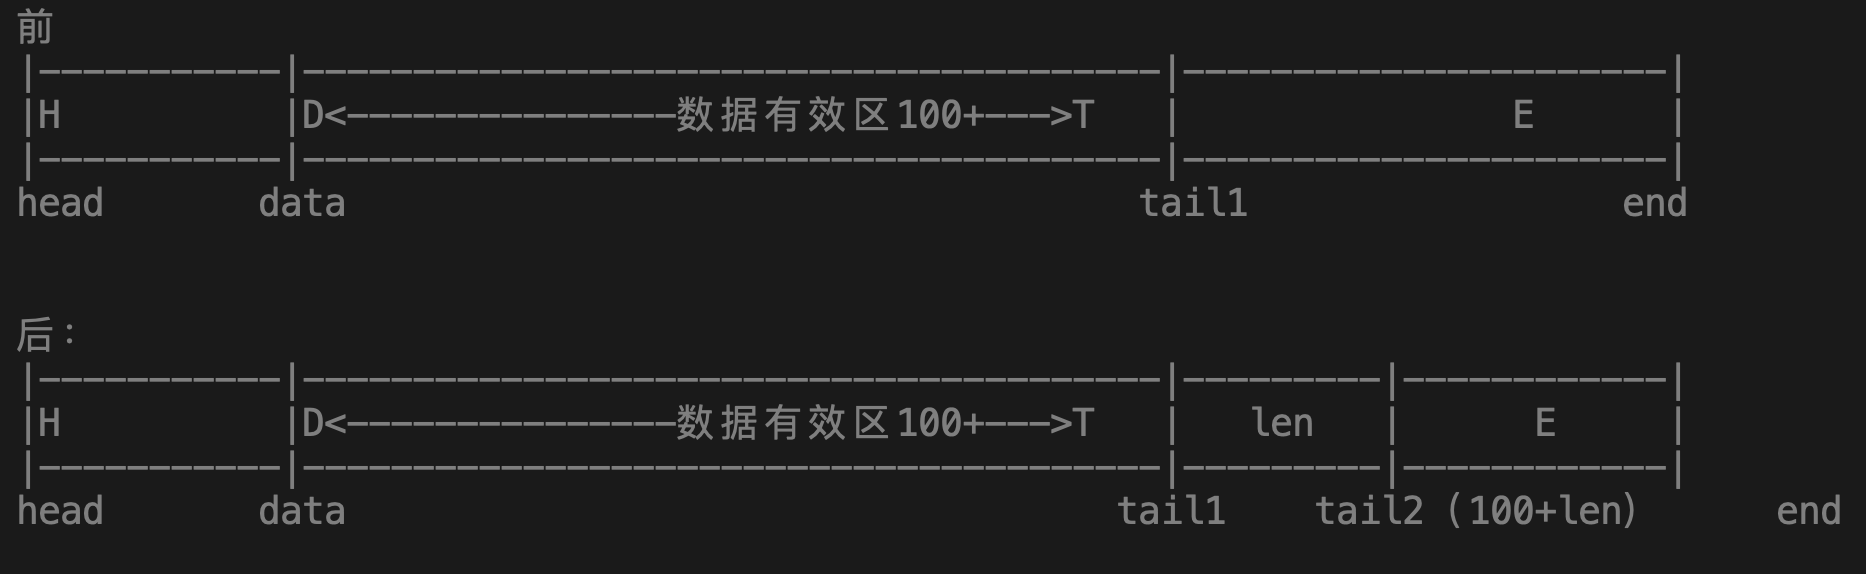 前
|-----------|---------------------------------------|----------------------|
|H          |D<---------------数据有效区100+--->T   |               E      |
|-----------|---------------------------------------|----------------------|
head       data                                    tail1                 end
后：
|-----------|---------------------------------------|---------|------------|
|H          |D<---------------数据有效区100+--->T   |   len   |      E     |
|-----------|---------------------------------------|---------|------------|
head       data                                   tail1    tail2（100+len）      end